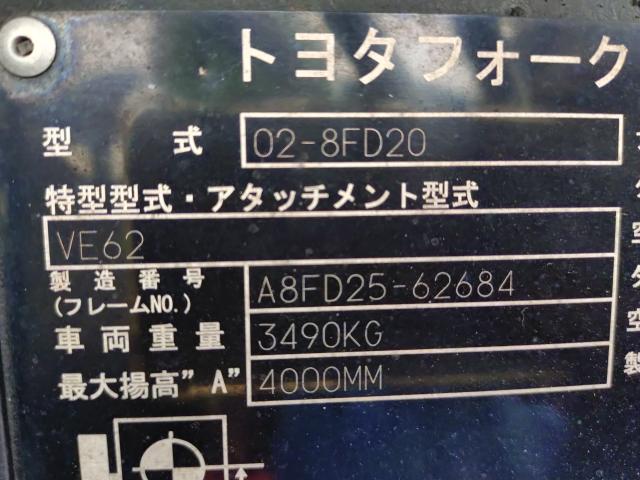 トヨタフォーク
型式 02-8FD20
特型型式・アタッチメント型式
VE62
製造番号 A8FD25-62684
(フレームNO.)
車両重量 3490KG
最大揚高"A" 4000MM